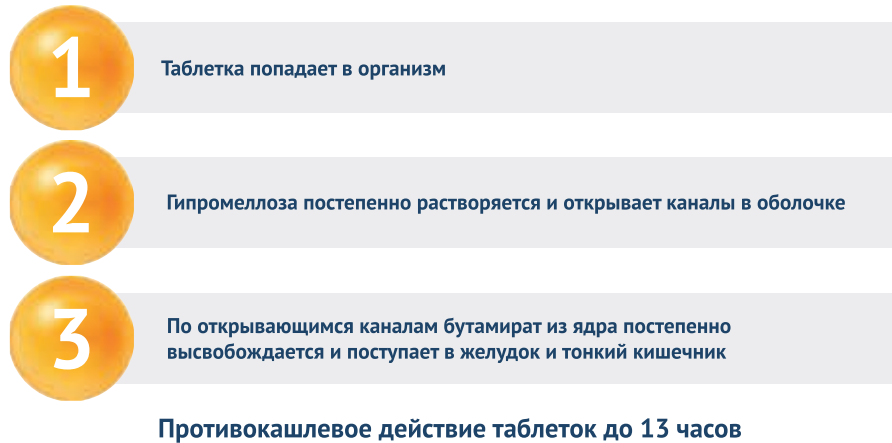 1
Таблетка попадает в организм
2
Гипромеллоза постепенно растворяется и открывает каналы в оболочке
3
По открывающимся каналам бутамират из ядра постепенно
высвобождается и поступает в желудок и тонкий кишечник
Противокашлевое действие таблеток до 13 часов